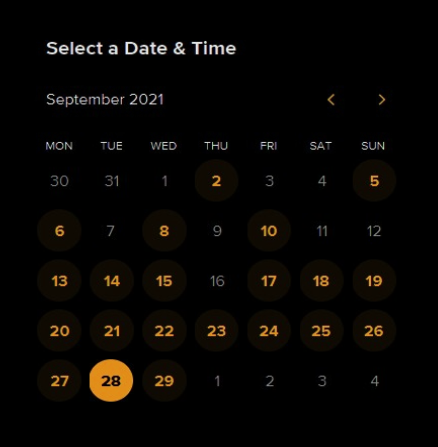 Select a Date & Time
September 2021
MON TUE WED THU FRI SAT SUN
30 31 1 2 3 4 5
6 7 8 9 10 11 12
13 14 15 16 17 18 19
20 21 22 23 24 25 26
27 28 29 1 2 3 4